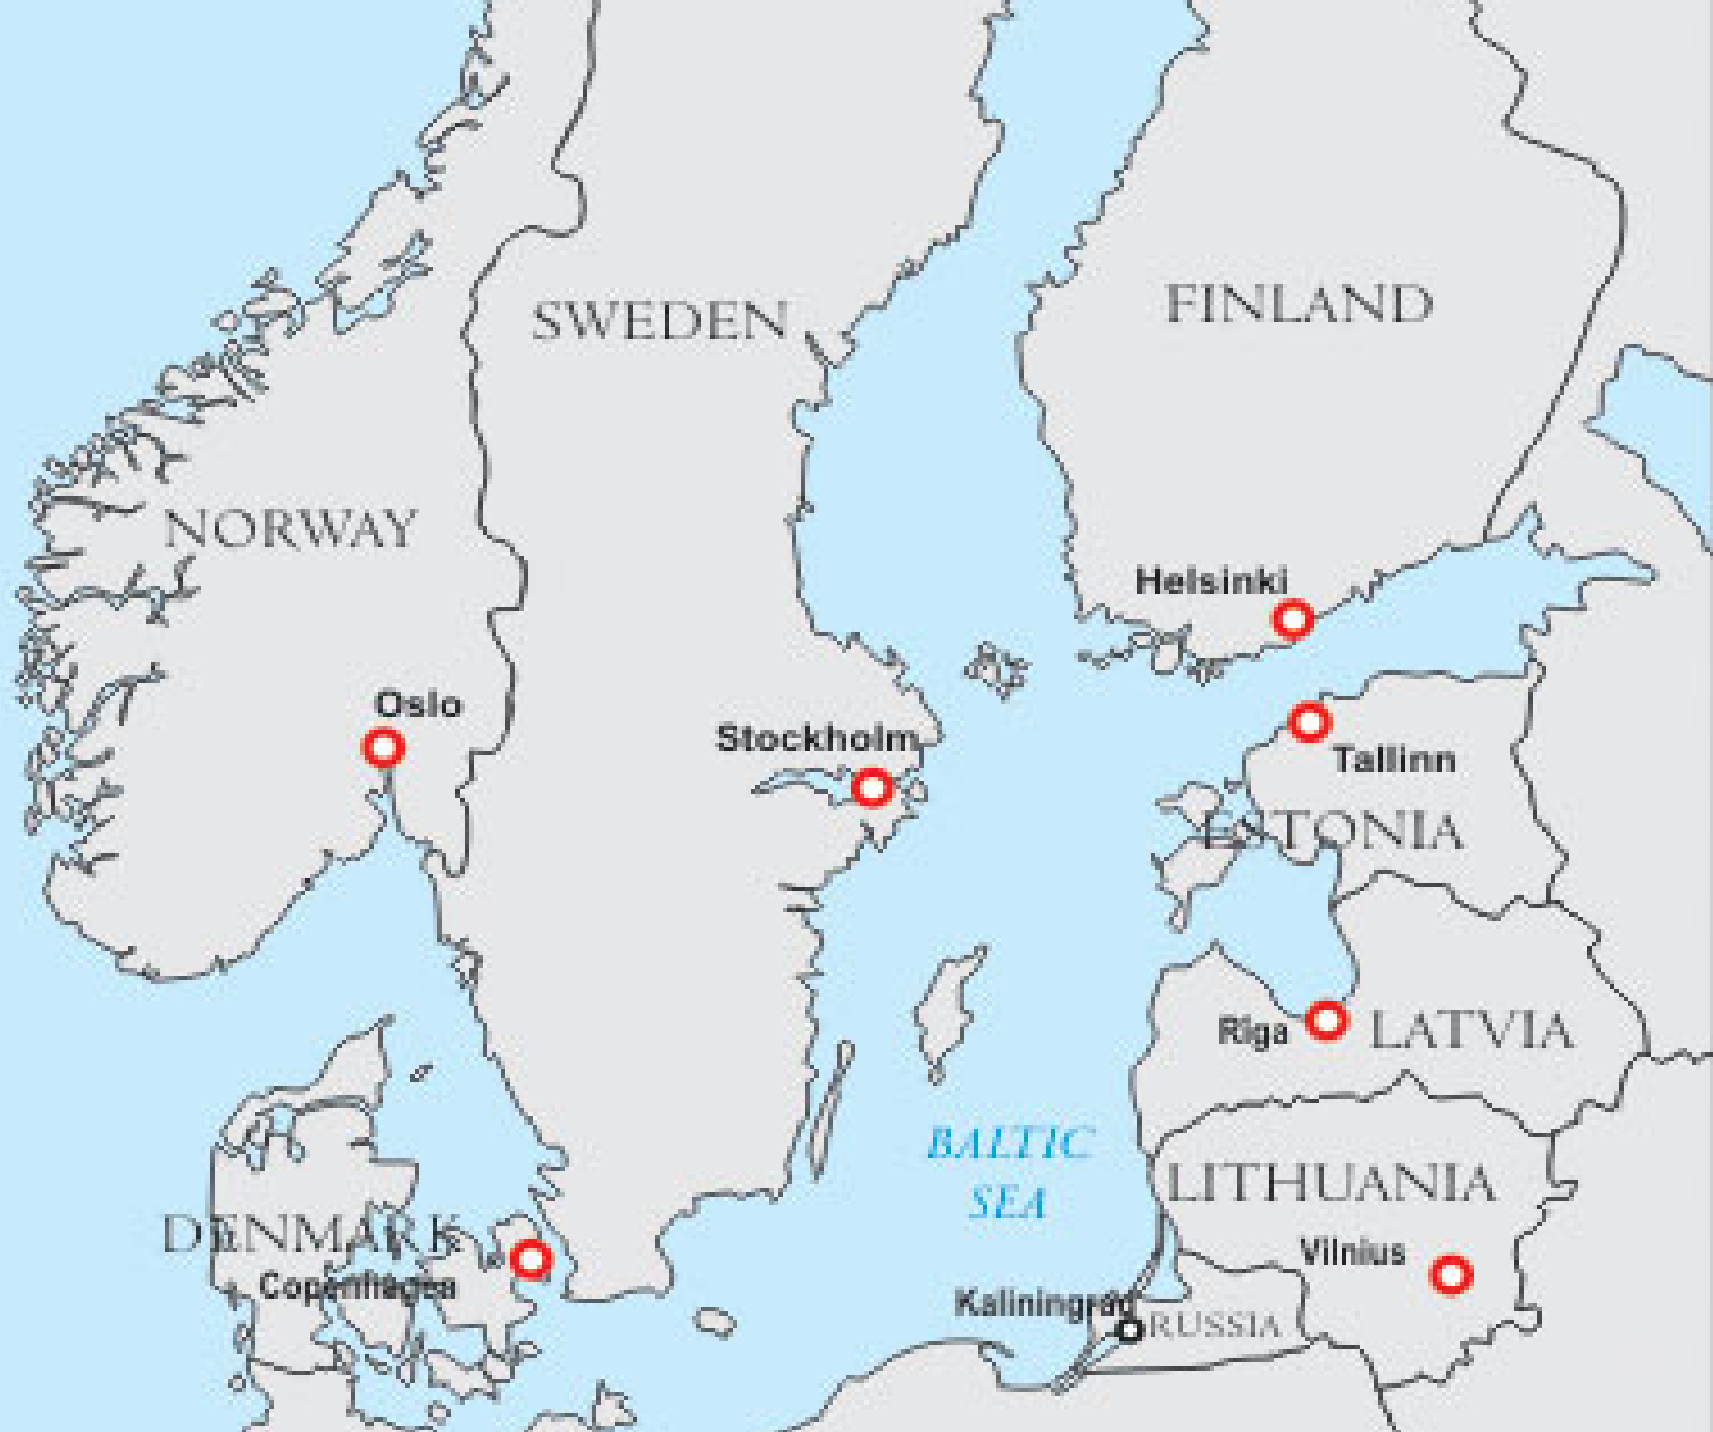 SWEDEN
FINLAND
NORWAY
Helsinki
Oslo
Stockholm
Tallinn
ESTONIA
Riga
LATVIA
BALTIC
SEA
LITHUANIA
DENMARK
Vilnius
Copenhagen
Kaliningrad
RUSSIA